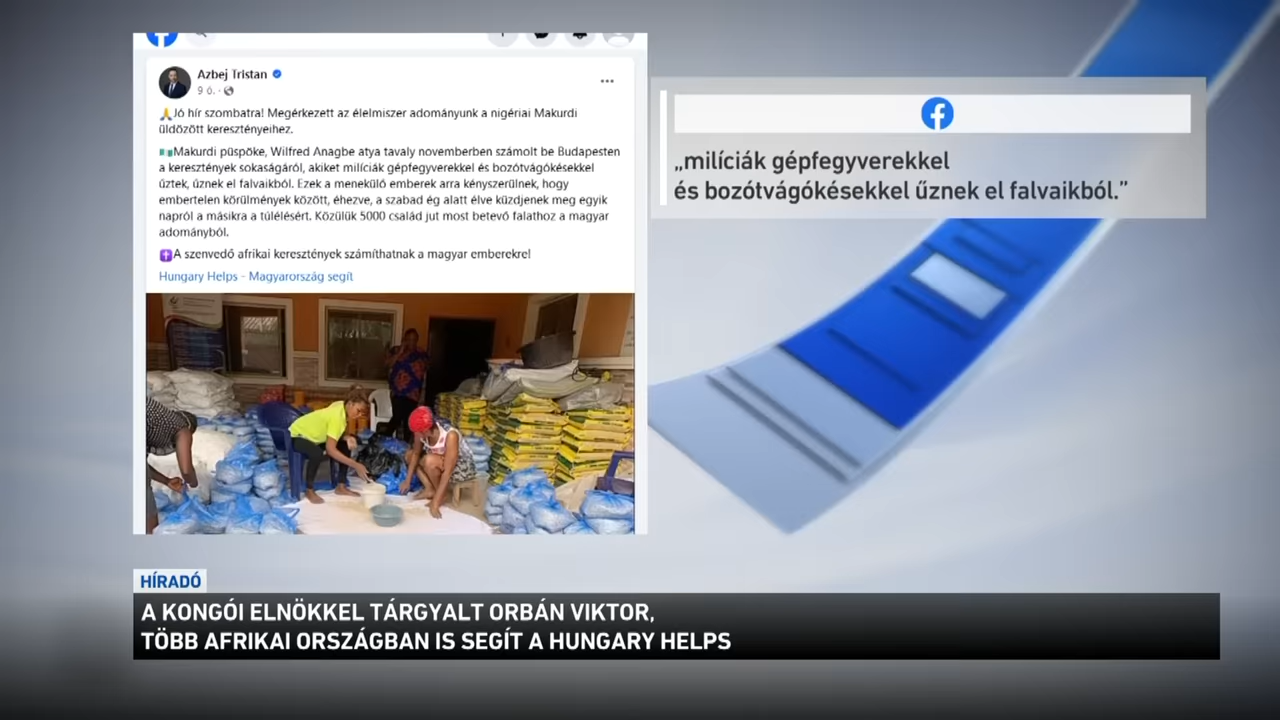 Azbej Tristan
9 ó. ·
🙏Jó hír szombatra! Megérkezett az élelmiszer adományunk a nigériai Makurdi
üldözött keresztényeihez.
🇳🇬Makurdi püspöke, Wilfred Anagbe atya tavaly novemberben számolt be Budapesten
a keresztények sokaságáról, akiket milíciák gépfegyverekkel és bozótvágókésekkel
űztek, űznek el falvaikból. Ezek a menekülő emberek arra kényszerülnek, hogy
embertelen körülmények között, éhezve, a szabad ég alatt élve küzdjenek meg egyik
napról a másikra a túlélésért. Közülük 5000 család jut most betevő falathoz a magyar
adományból.
✝️A szenvedő afrikai keresztények számíthatnak a magyar emberekre!
Hungary Helps - Magyarország segít
„milíciák gépfegyverekkel
és bozótvágókésekkel űznek el falvaikból.”
HÍRADÓ
A KONGÓI ELNÖKKEL TÁRGYALT ORBÁN VIKTOR,
TÖBB AFRIKAI ORSZÁGBAN IS SEGÍT A HUNGARY HELPS